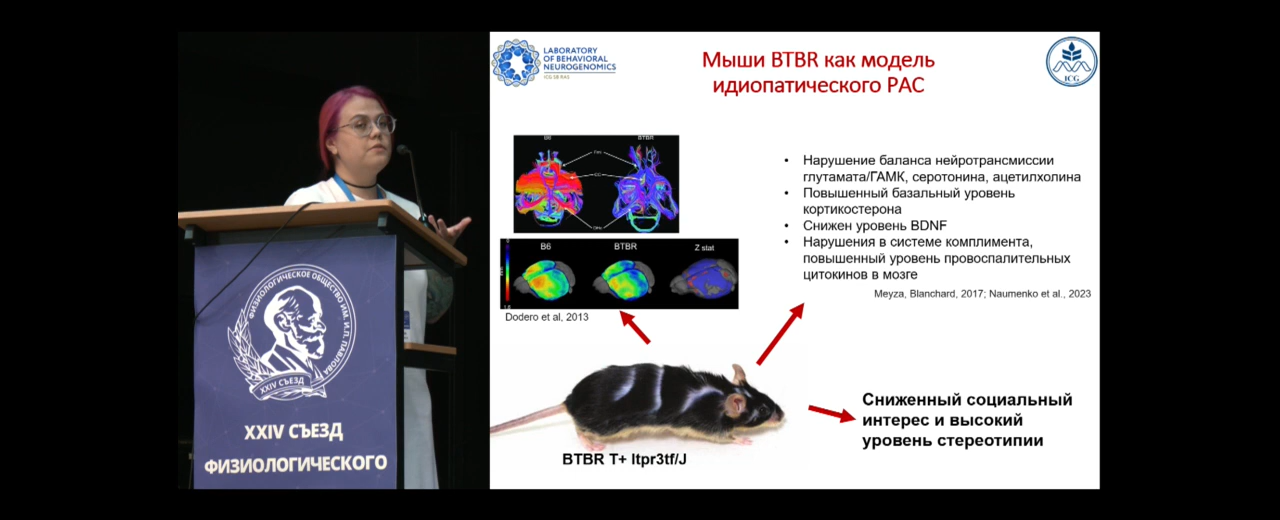 LABORATORY
OF BEHAVIORAL
NEUROGENOMICS
ICG SB RAS
Мыши BTBR как модель
идиопатического РАС
ICG
B6
BTBR
B6
BTBR
Z stat
Dodero et al, 2013
• Нарушение баланса нейротрансмиссии
глутамата/ГАМК, серотонина, ацетилхолина
• Повышенный базальный уровень
кортикостерона
• Снижен уровень BDNF
• Нарушения в системе комплимента,
повышенный уровень провоспалительных
цитокинов в мозге
Meyza, Blanchard, 2017; Naumenko et al., 2023
Сниженный социальный
интерес и высокий
уровень стереотипии
BTBR T+ Itpr3tf/J
ФИЗИОЛОГИЧЕСКОЕ ОБЩЕСТВО ИМ. И.П. ПАВЛОВА
XXIV СЪЕЗД
XXIV СЪЕЗД
ФИЗИОЛОГИЧЕСКОГО